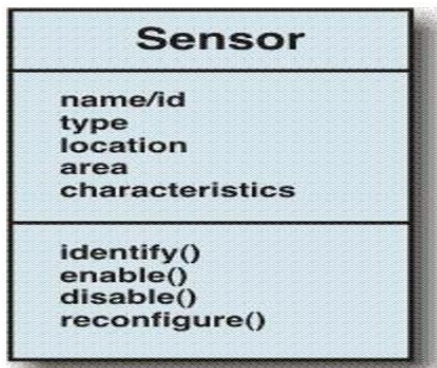 Sensor
name/id
type
location
area
characteristics
identify()
enable()
disable()
reconfigure()